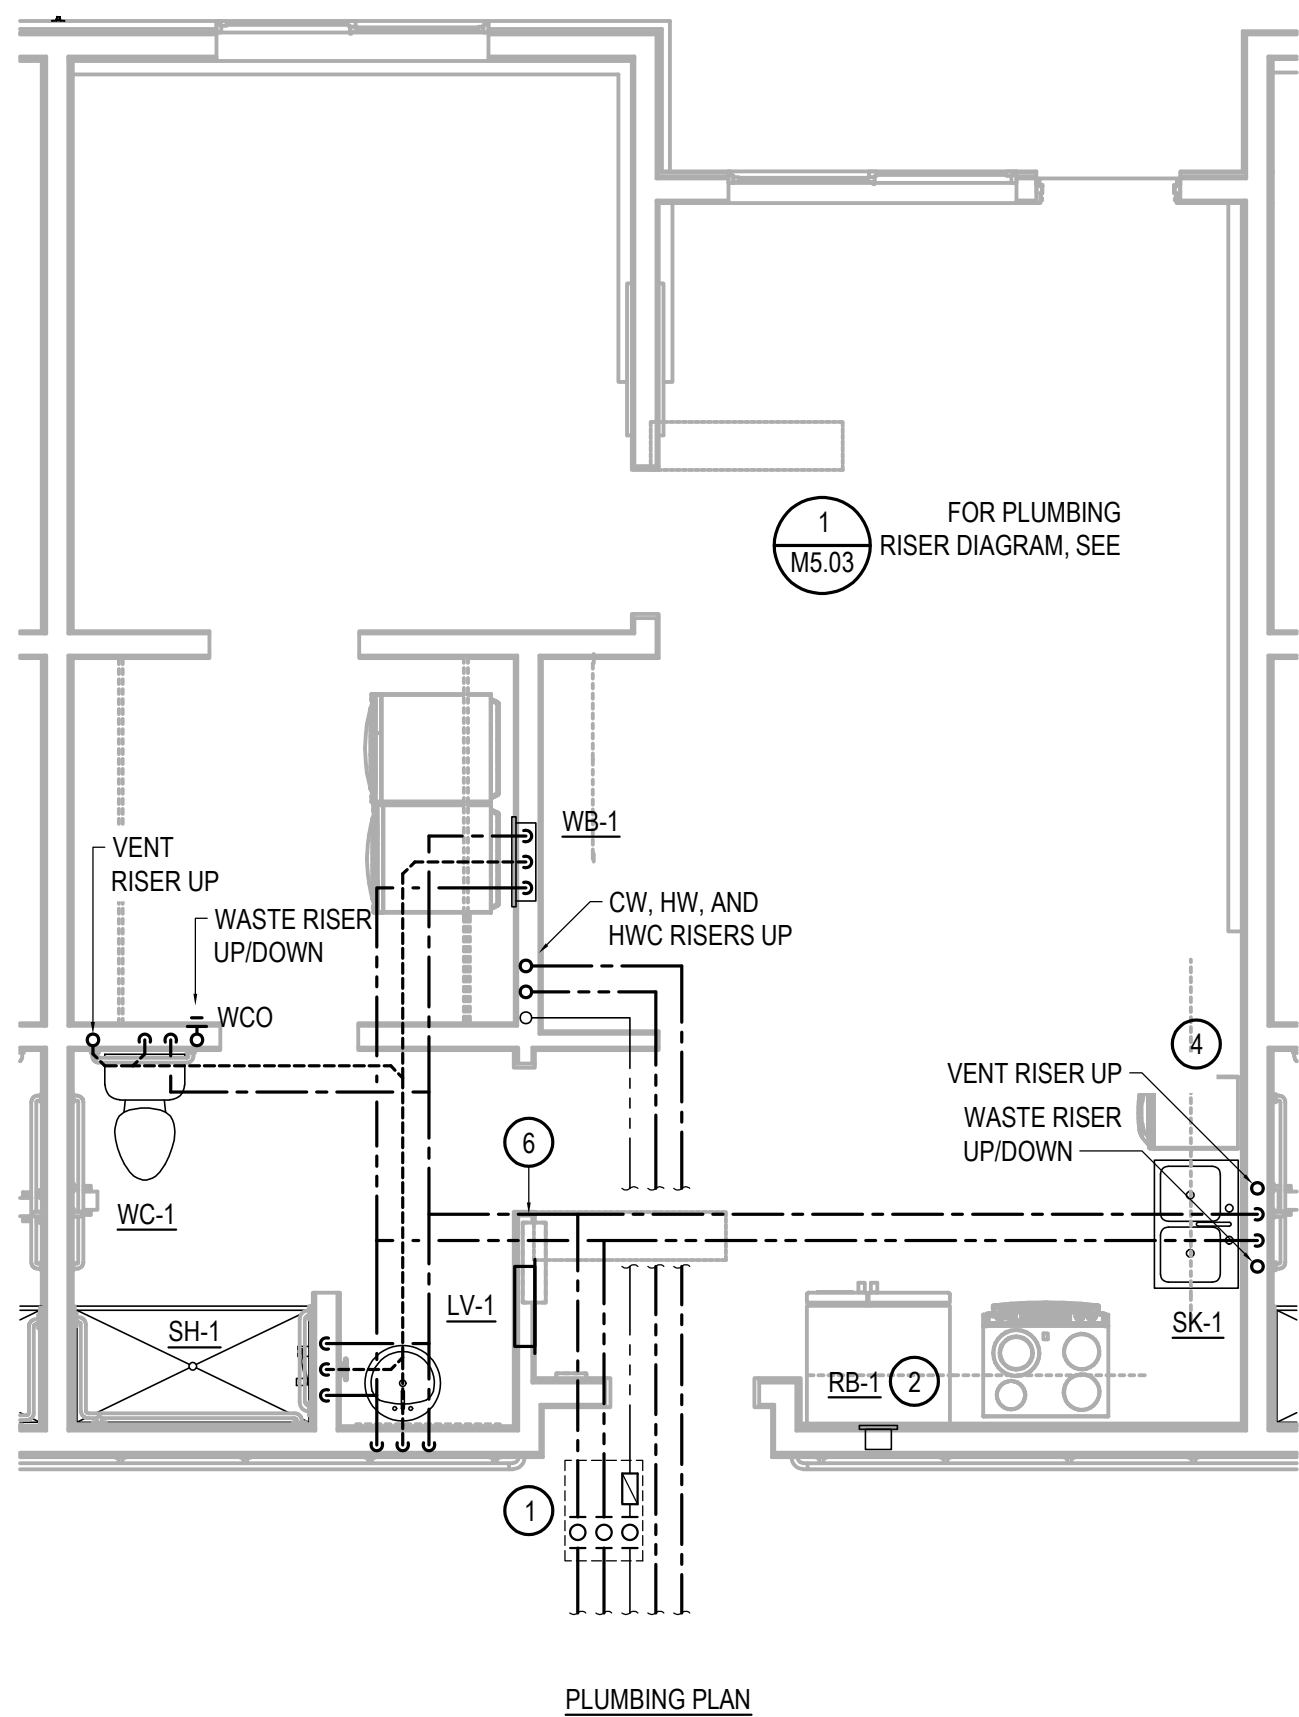 1
M5.03
FOR PLUMBING
RISER DIAGRAM, SEE
WB-1
VENT
RISER UP
CW, HW, AND
HWC RISERS UP
WASTE RISER
UP/DOWN
WCO
4
VENT RISER UP
WASTE RISER
UP/DOWN
6
WC-1
LV-1
SH-1
SK-1
RB-1
2
1
PLUMBING PLAN